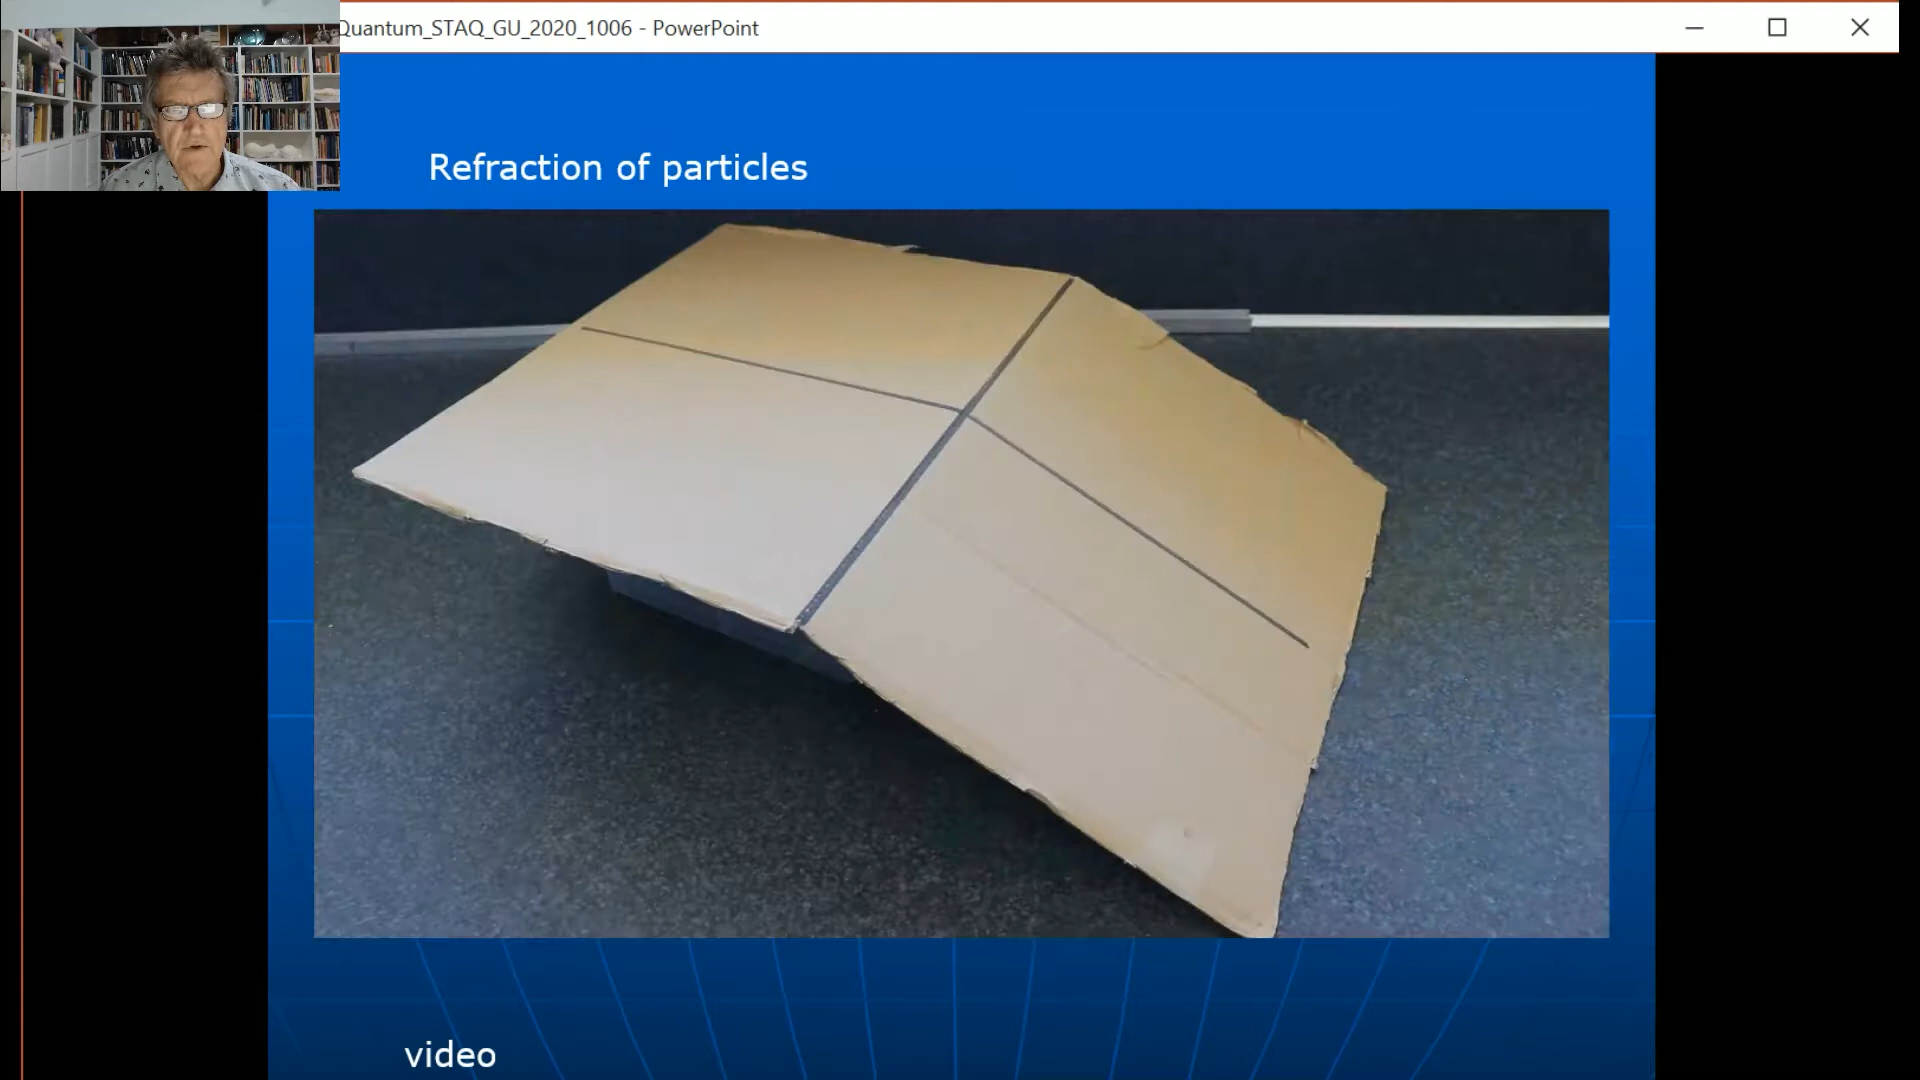 Quantum_STAQ_GU_2020_1006 - PowerPoint
Refraction of particles
video